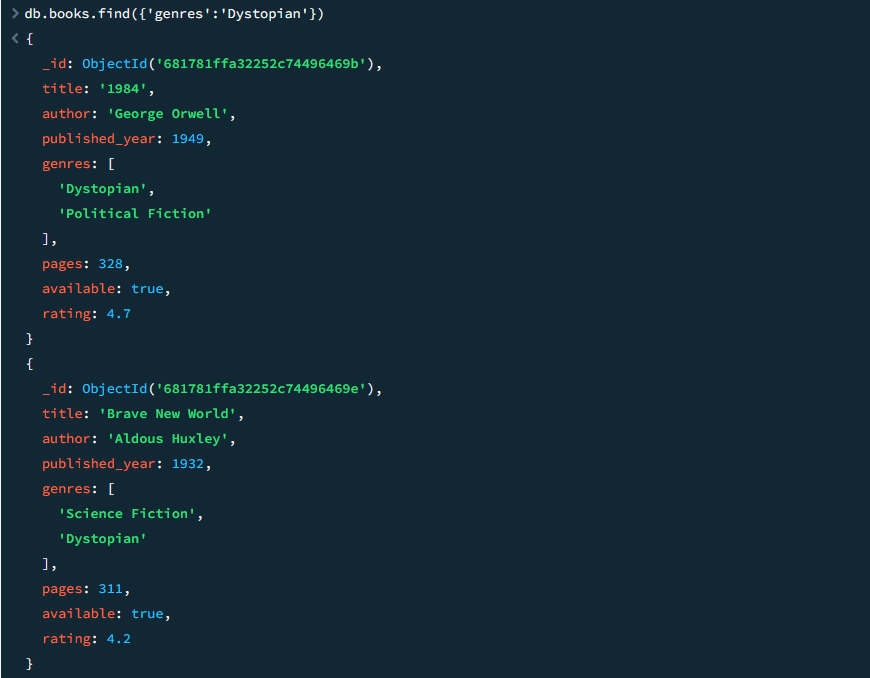 > db.books.find({'genres':'Dystopian'})
< {
_id: ObjectId('681781ffa32252c74496469b'),
title: '1984',
author: 'George Orwell',
published_year: 1949,
genres: [
'Dystopian',
'Political Fiction'
],
pages: 328,
available: true,
rating: 4.7
}
{
_id: ObjectId('681781ffa32252c74496469e'),
title: 'Brave New World',
author: 'Aldous Huxley',
published_year: 1932,
genres: [
'Science Fiction',
'Dystopian'
],
pages: 311,
available: true,
rating: 4.2
}